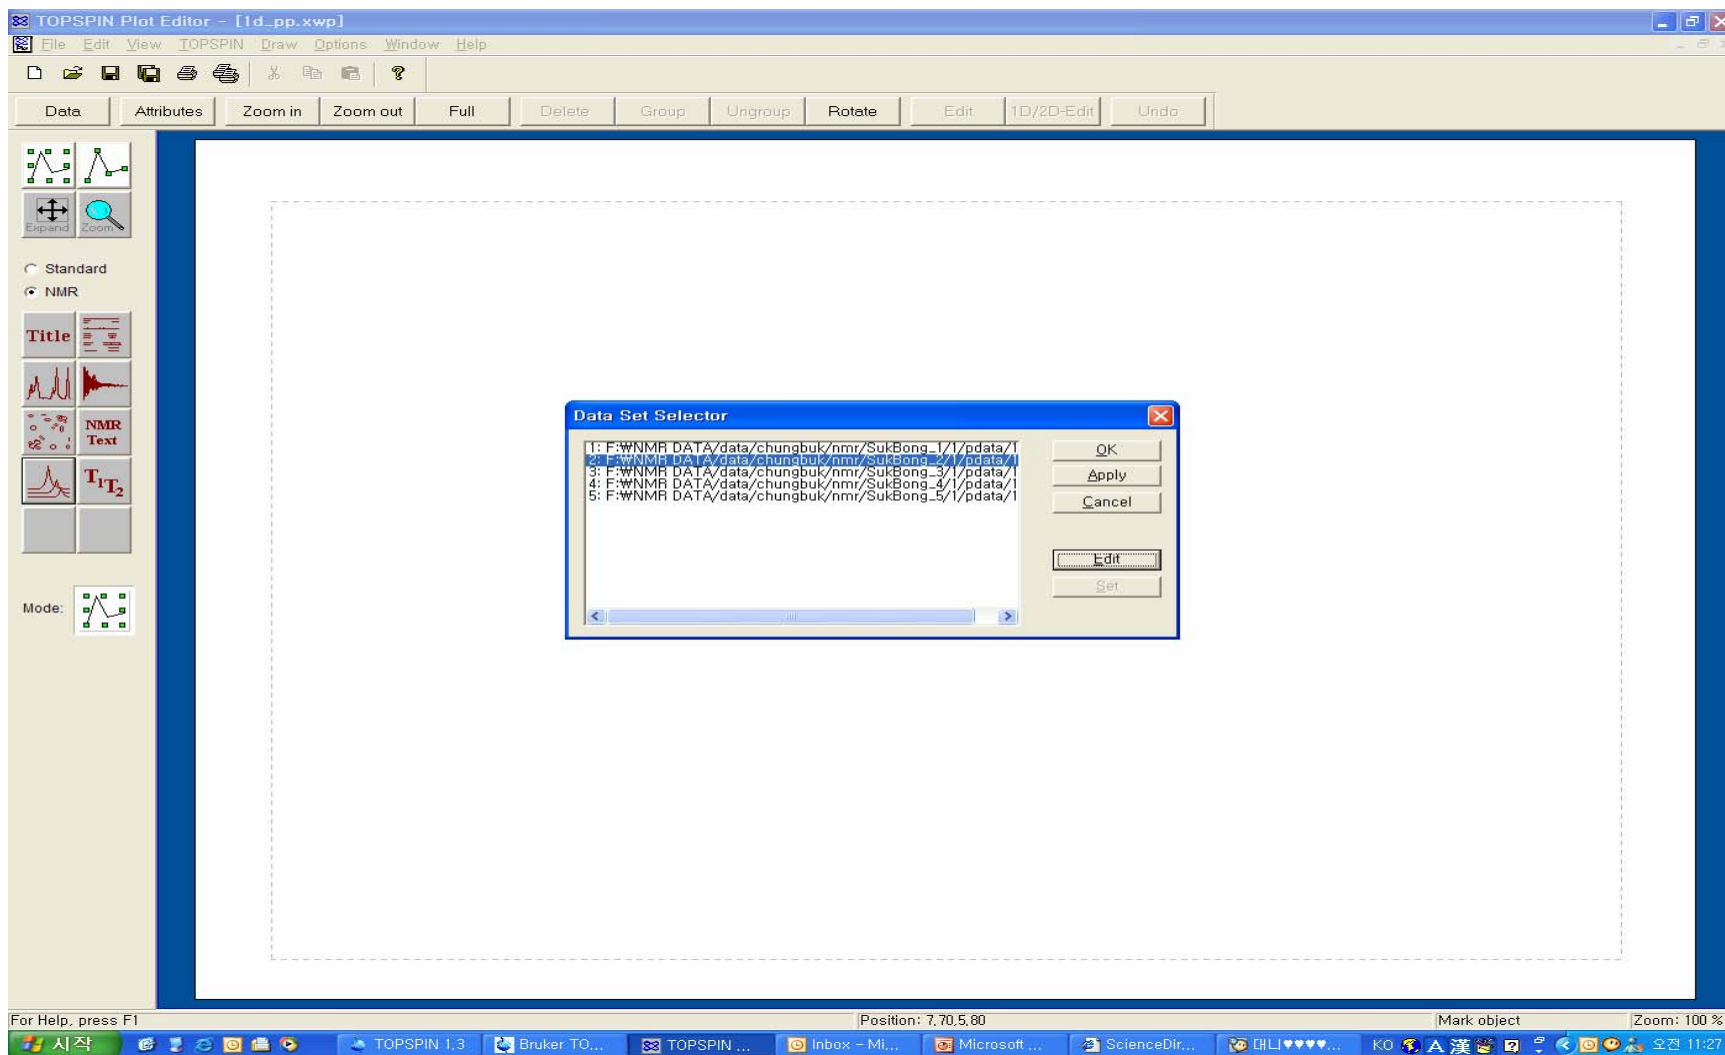 TOPSPIN Plot Editor - [1d_pp.xwp]
File Edit View TOPSPIN Draw Options Window Help
Data Attributes Zoom in Zoom out Full Delete Group Ungroup Rotate Edit 1D/2D-Edit Undo
Expand Zoom
Standard
NMR
Title
NMR Text
T1T2
Mode:
Data Set Selector
1: F:₩NMR DATA/data/chungbuk/nmr/SukBong_1/1/pdata/1
2: F:₩NMR DATA/data/chungbuk/nmr/SukBong_2/1/pdata/1
3: F:₩NMR DATA/data/chungbuk/nmr/SukBong_3/1/pdata/1
4: F:₩NMR DATA/data/chungbuk/nmr/SukBong_4/1/pdata/1
5: F:₩NMR DATA/data/chungbuk/nmr/SukBong_5/1/pdata/1
OK
Apply
Cancel
Edit
Set
For Help, press F1 Position: 7,70,5,80 Mark object Zoom: 100 %
시작 TOPSPIN 1,3 Bruker TO... TOPSPIN ... Inbox - Mi... Microsoft ... ScienceDir... 대니♥♥♥♥... KO A 漢 오전 11:27